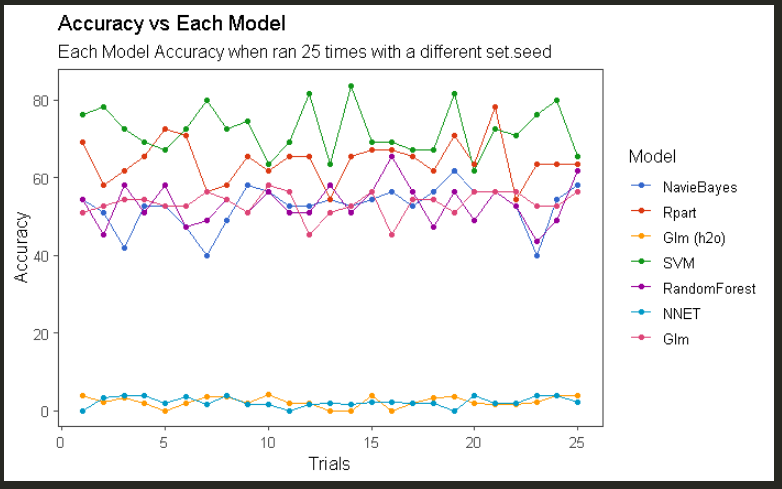 Accuracy vs Each Model
Each Model Accuracy when ran 25 times with a different set.seed
80
60
40
20
0
Accuracy
0 5 10 15 20 25
Trials
Model
NavieBayes
Rpart
Glm (h2o)
SVM
RandomForest
NNET
Glm